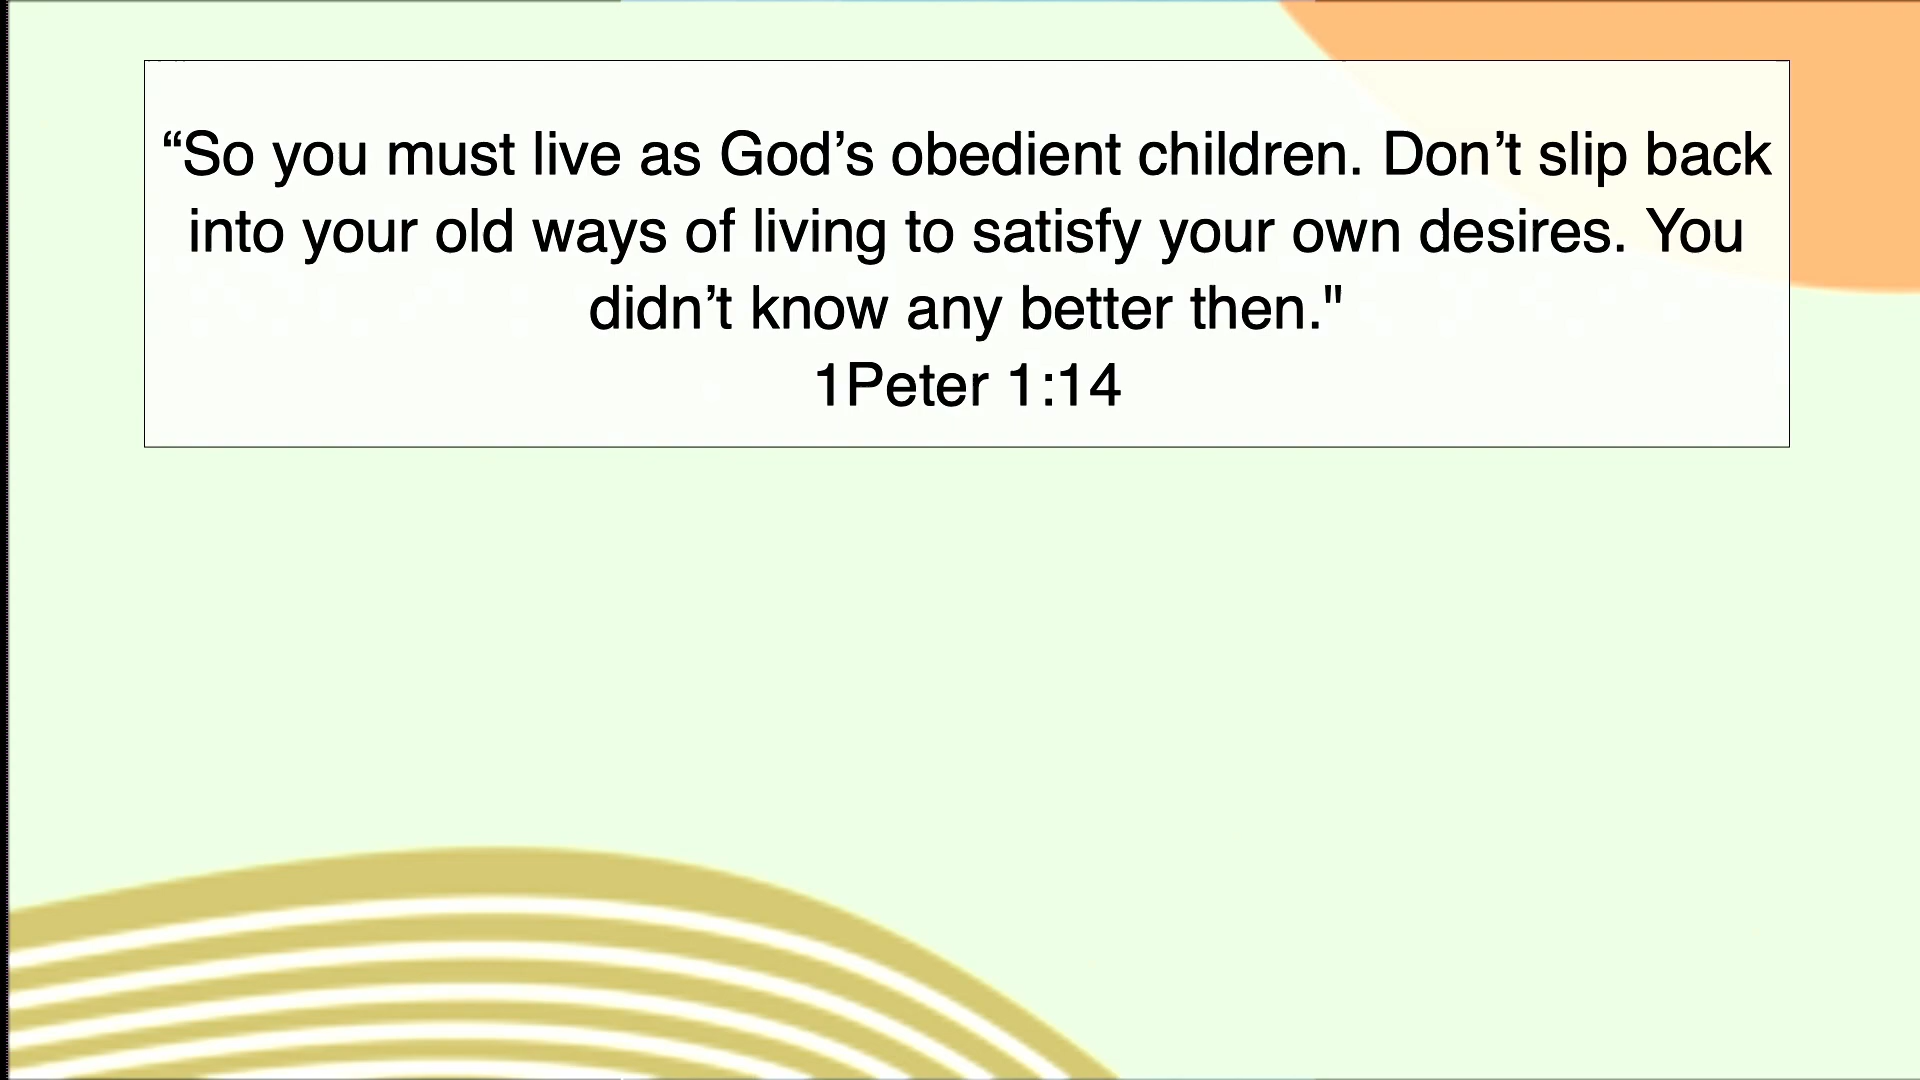 “So you must live as God’s obedient children. Don’t slip back
into your old ways of living to satisfy your own desires. You
didn’t know any better then."
1Peter 1:14